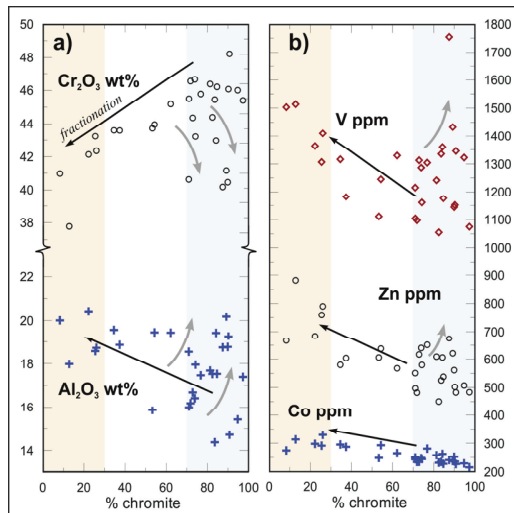 a)
Cr₂O₃ wt%
fractionation
Al₂O₃ wt%
50
48
46
44
42
40
38
20
18
16
14
13
0 20 40 60 80 100
% chromite
b)
V ppm
Zn ppm
Co ppm
1800
1700
1600
1500
1400
1300
1200
1100
1000
900
800
700
600
500
400
300
200
0 20 40 60 80 100
% chromite